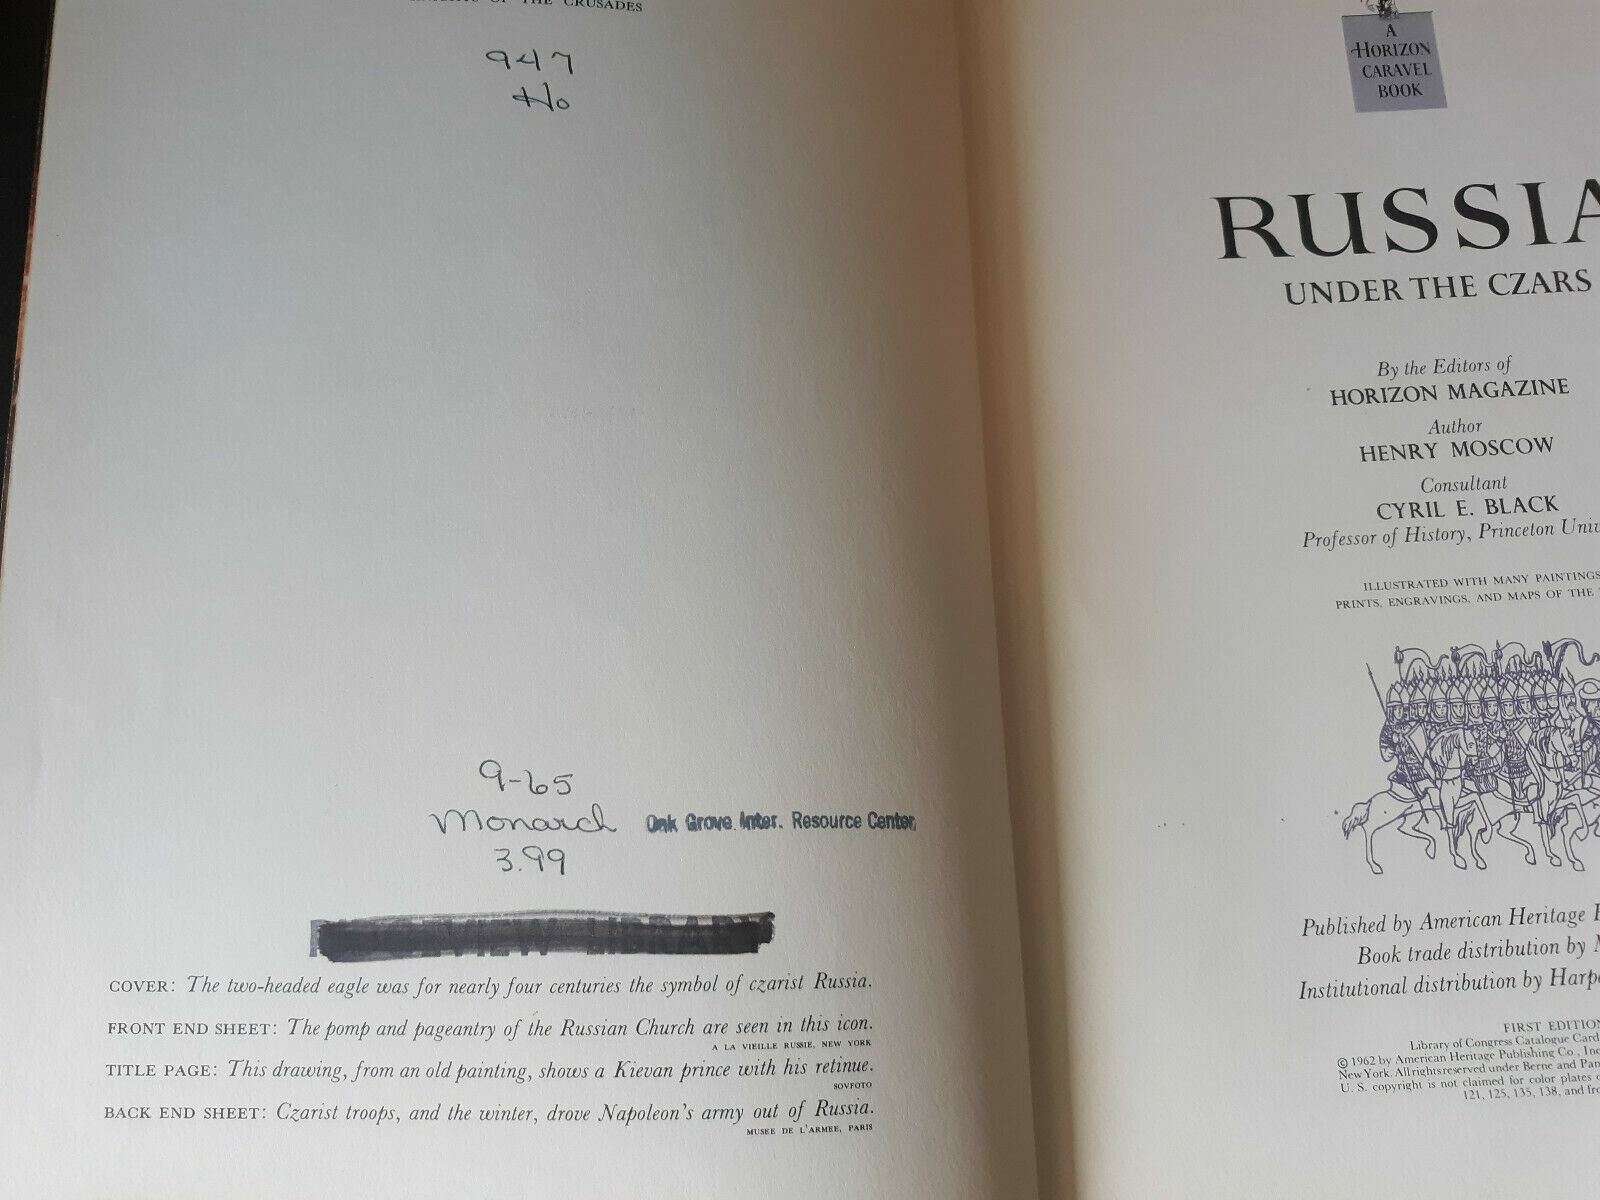 OF THE CRUSADES
947
Ho
9-65
Monarch
3.99
Oak Grove Inter. Resource Center
VIEW LIBRARY
COVER: The two-headed eagle was for nearly four centuries the symbol of czarist Russia.
FRONT END SHEET: The pomp and pageantry of the Russian Church are seen in this icon.
A LA VIEILLE RUSSIE, NEW YORK
TITLE PAGE: This drawing, from an old painting, shows a Kievan prince with his retinue.
SOVFOTO
BACK END SHEET: Czarist troops, and the winter, drove Napoleon's army out of Russia.
MUSEE DE L'ARMEE, PARIS
A
HORIZON
CARAVEL
BOOK
RUSSIA
UNDER THE CZARS
By the Editors of
HORIZON MAGAZINE
Author
HENRY MOSCOW
Consultant
CYRIL E. BLACK
Professor of History, Princeton Univ
ILLUSTRATED WITH MANY PAINTINGS
PRINTS, ENGRAVINGS, AND MAPS OF THE
Published by American Heritage
Book trade distribution by
Institutional distribution by Harp
FIRST EDITION
Library of Congress Catalogue Card
© 1962 by American Heritage Publishing Co., Inc
New York. All rights reserved under Berne and Pan
U. S. copyright is not claimed for color plates
121, 125, 135, 138, and